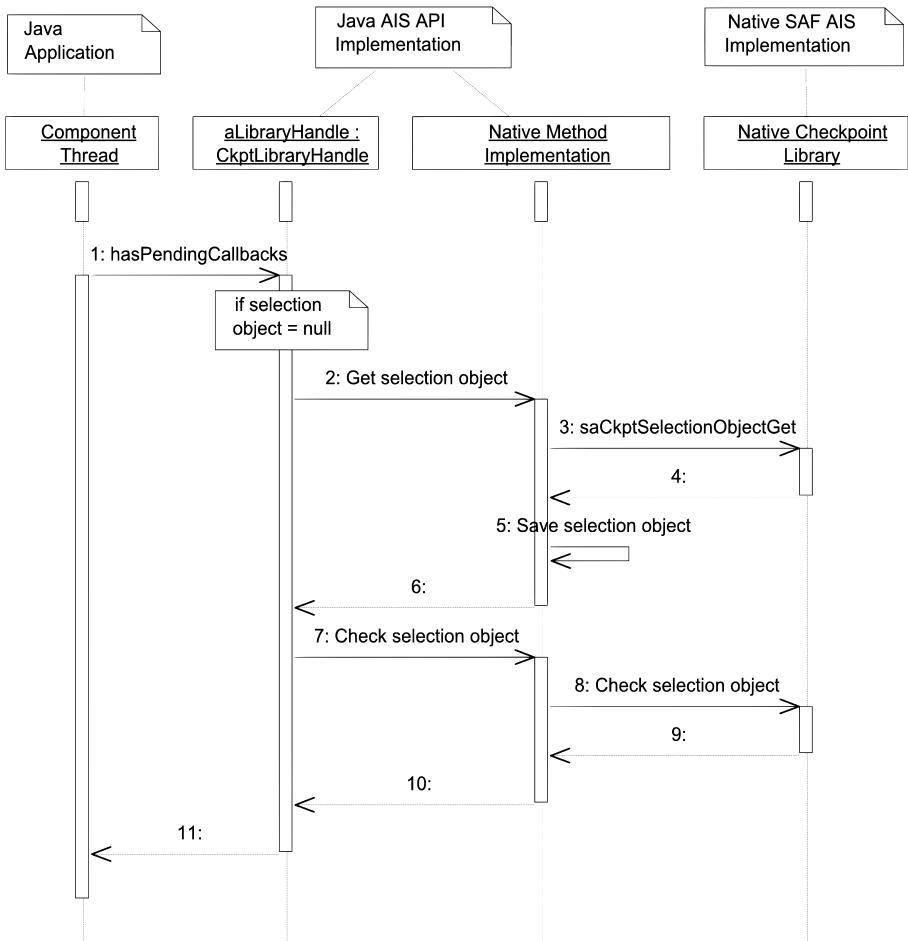 Java
Application
Java AIS API
Implementation
Native SAF AIS
Implementation
Component
Thread
aLibraryHandle :
CkptLibraryHandle
Native Method
Implementation
Native Checkpoint
Library
1: hasPendingCallbacks
if selection
object = null
2: Get selection object
3: saCkptSelectionObjectGet
4:
5: Save selection object
6:
7: Check selection object
8: Check selection object
9:
10:
11: